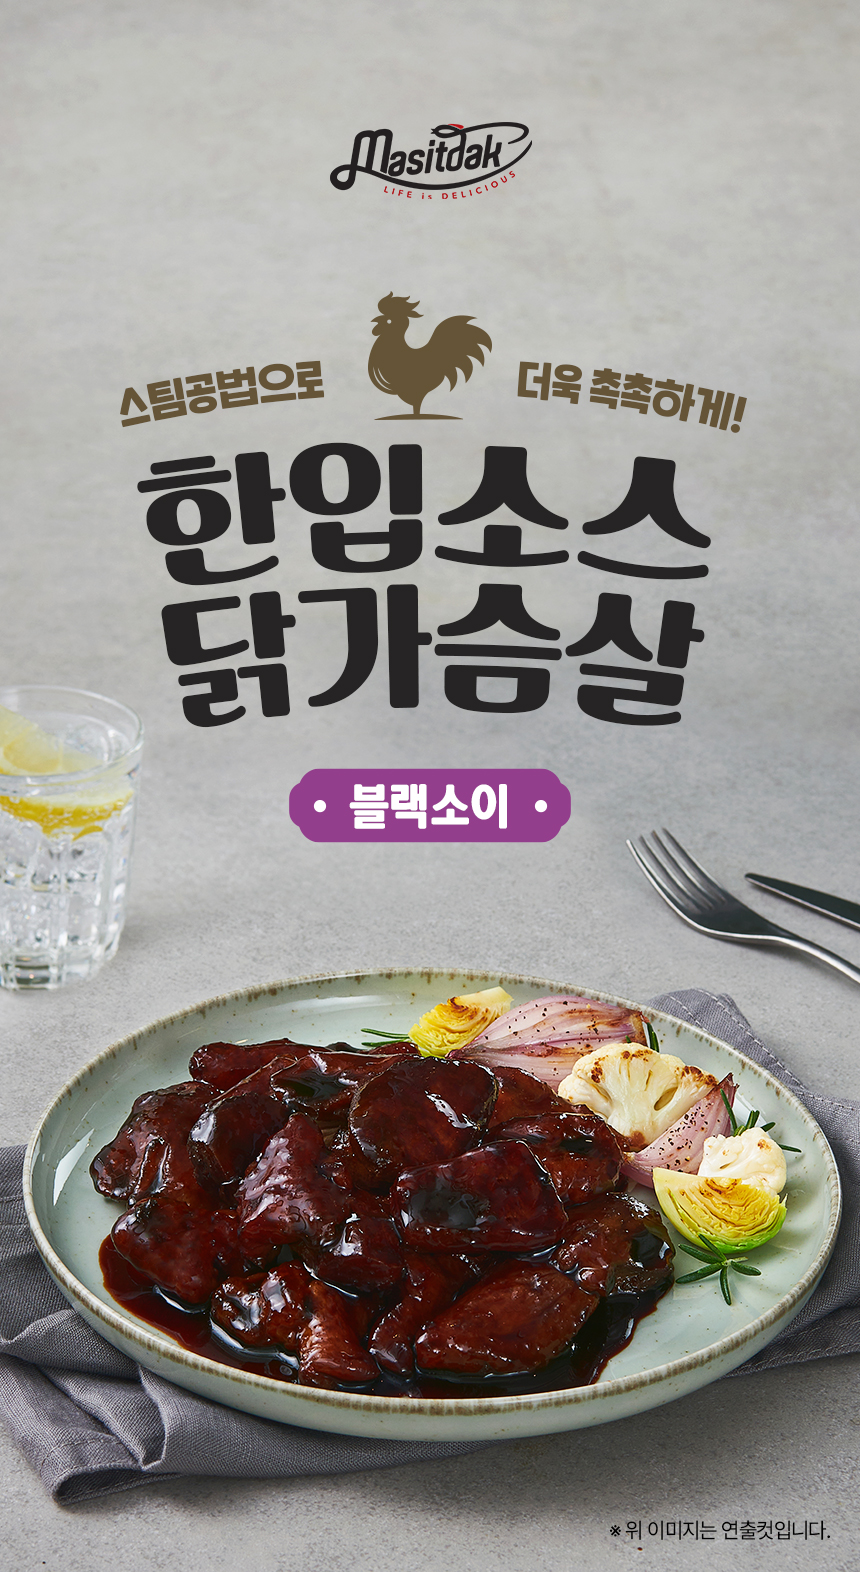 Masitdak
LIFE is DELICIOUS
스팀공법으로 더욱 촉촉하게!
한입소스
닭가슴살
• 블랙소이 •
※ 위 이미지는 연출컷입니다.